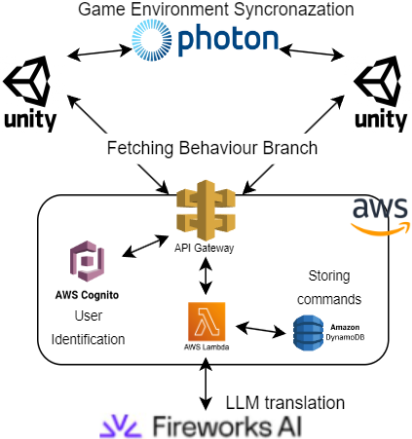 Game Environment Syncronazation
photon
unity
unity
Fetching Behaviour Branch
aws
API Gateway
AWS Cognito
User
Identification
Storing
commands
AWS Lambda
Amazon
DynamoDB
LLM translation
Fireworks AI